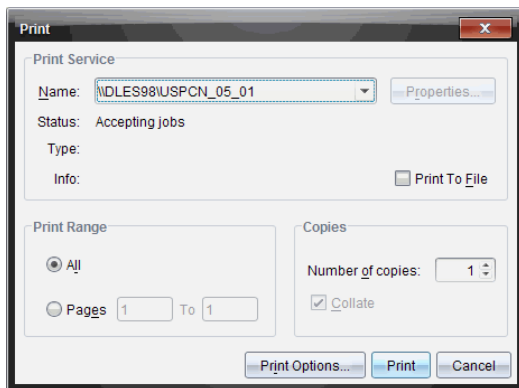 Print
Print Service
Name: \\DLES98\USPCN_05_01 Properties...
Status: Accepting jobs
Type:
Info: Print To File
Print Range
All
Pages 1 To 1
Copies
Number of copies: 1
Collate
Print Options... Print Cancel